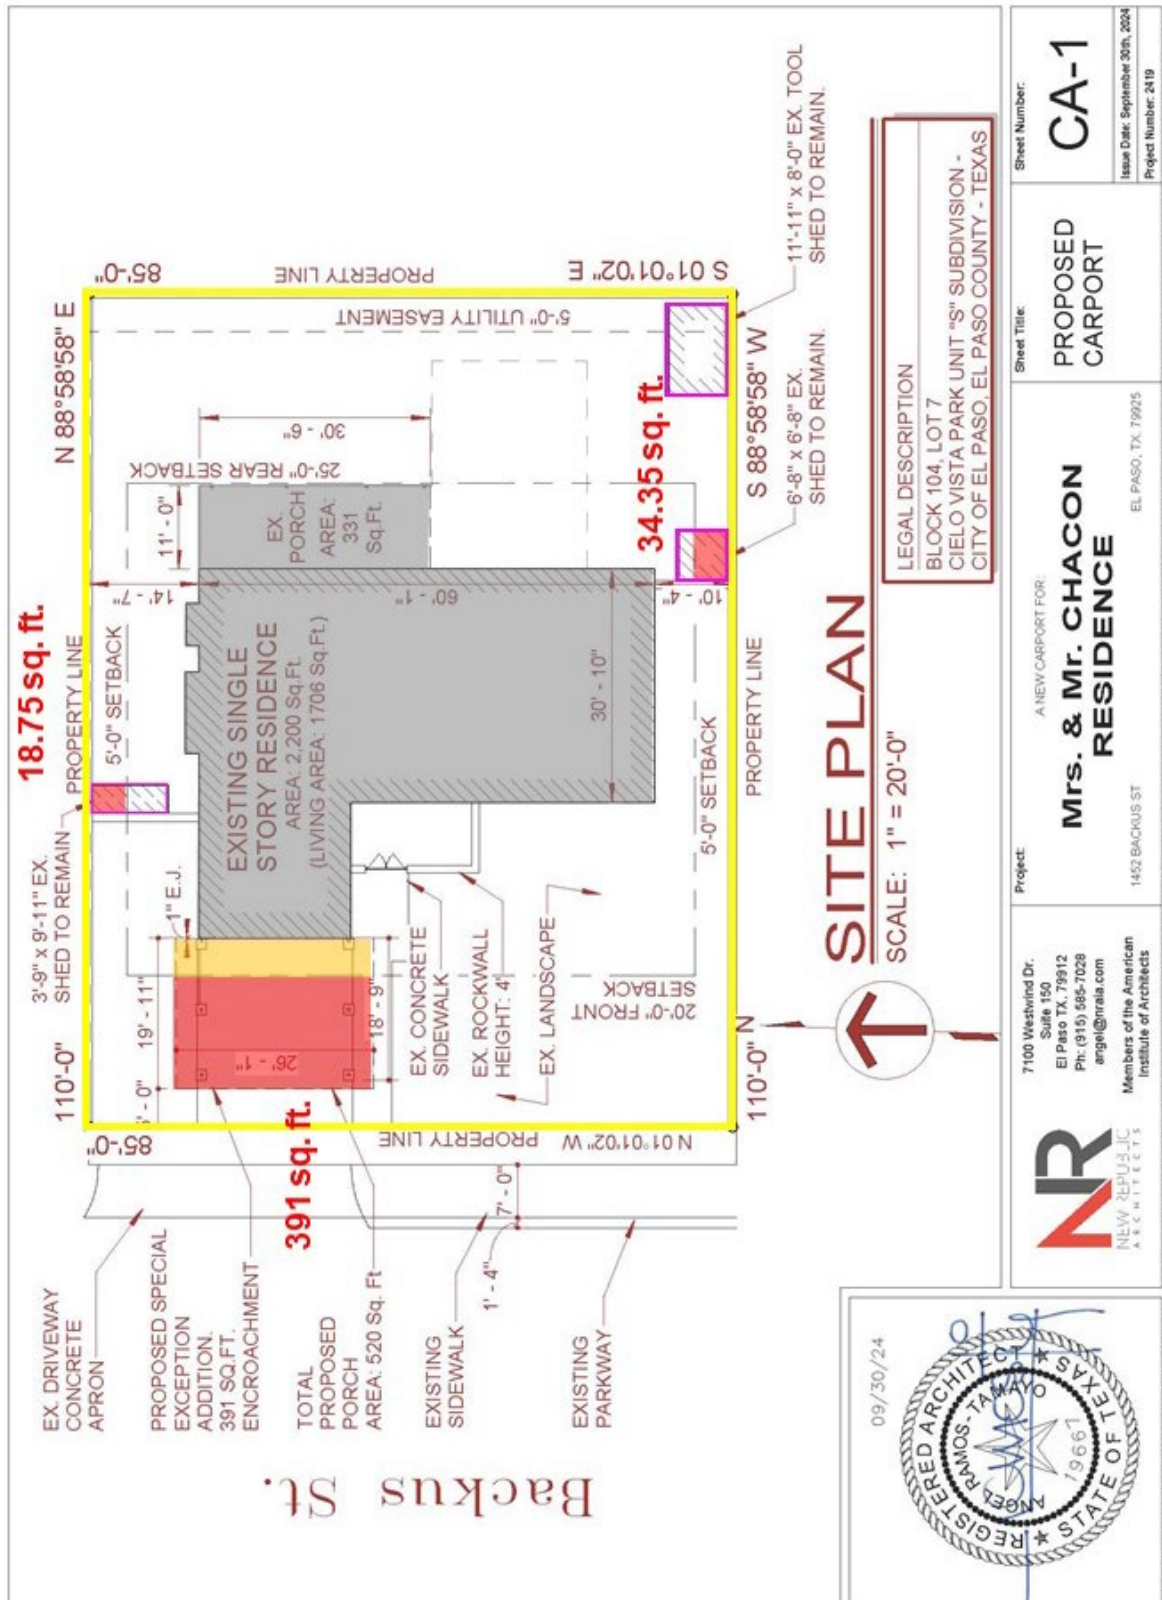 N 88°58'58" E
110'-0"
85'-0"
PROPERTY LINE
S 01°01'02" E
5'-0" UTILITY EASEMENT
18.75 sq. ft.
PROPERTY LINE
5'-0" SETBACK
3'-9" x 9'-11" EX.
SHED TO REMAIN
25'-0" REAR SETBACK
30' - 6"
11' - 0"
14' - 7"
EX.
PORCH
AREA:
331
Sq.Ft.
EXISTING SINGLE
STORY RESIDENCE
AREA: 2,200 Sq.Ft.
(LIVING AREA: 1706 Sq.Ft.)
60' - 1"
30' - 10"
10' - 4"
34.35 sq. ft.
S 88°58'58" W
11'-11" x 8'-0" EX. TOOL
SHED TO REMAIN.
6'-8" x 6'-8" EX.
SHED TO REMAIN.
1" E.J.
19' - 11"
18' - 9"
26' - 1"
5'-0" SETBACK
PROPERTY LINE
EX. CONCRETE
SIDEWALK
EX. ROCKWALL
HEIGHT: 4'
EX. LANDSCAPE
20'-0" FRONT
SETBACK
110'-0"
N
85'-0"
PROPERTY LINE
N 01°01'02" W
391 sq. ft.
7' - 0"
1' - 4"
EX. DRIVEWAY
CONCRETE
APRON
PROPOSED SPECIAL
EXCEPTION
ADDITION.
391 SQ.FT.
ENCROACHMENT
TOTAL
PROPOSED
PORCH
AREA: 520 Sq. Ft
EXISTING
SIDEWALK
EXISTING
PARKWAY
Backus St.
SITE PLAN
SCALE: 1" = 20'-0"
LEGAL DESCRIPTION
BLOCK 104, LOT 7
CIELO VISTA PARK UNIT "S" SUBDIVISION -
CITY OF EL PASO, EL PASO COUNTY - TEXAS
09/30/24
REGISTERED ARCHITECT
ANGEL RAMOS-TAMAYO
19667
STATE OF TEXAS
NR
NEW REPUBLIC
ARCHITECTS
7100 Westwind Dr.
Suite 150
El Paso TX, 79912
Ph: (915) 585-7028
angel@nraia.com
Members of the American
Institute of Architects
Project:
A NEW CARPORT FOR:
Mrs. & Mr. CHACON
RESIDENCE
1452 BACKUS ST
EL PASO, TX. 79925
Sheet Title:
PROPOSED
CARPORT
Sheet Number:
CA-1
Issue Date: September 30th, 2024
Project Number: 2419